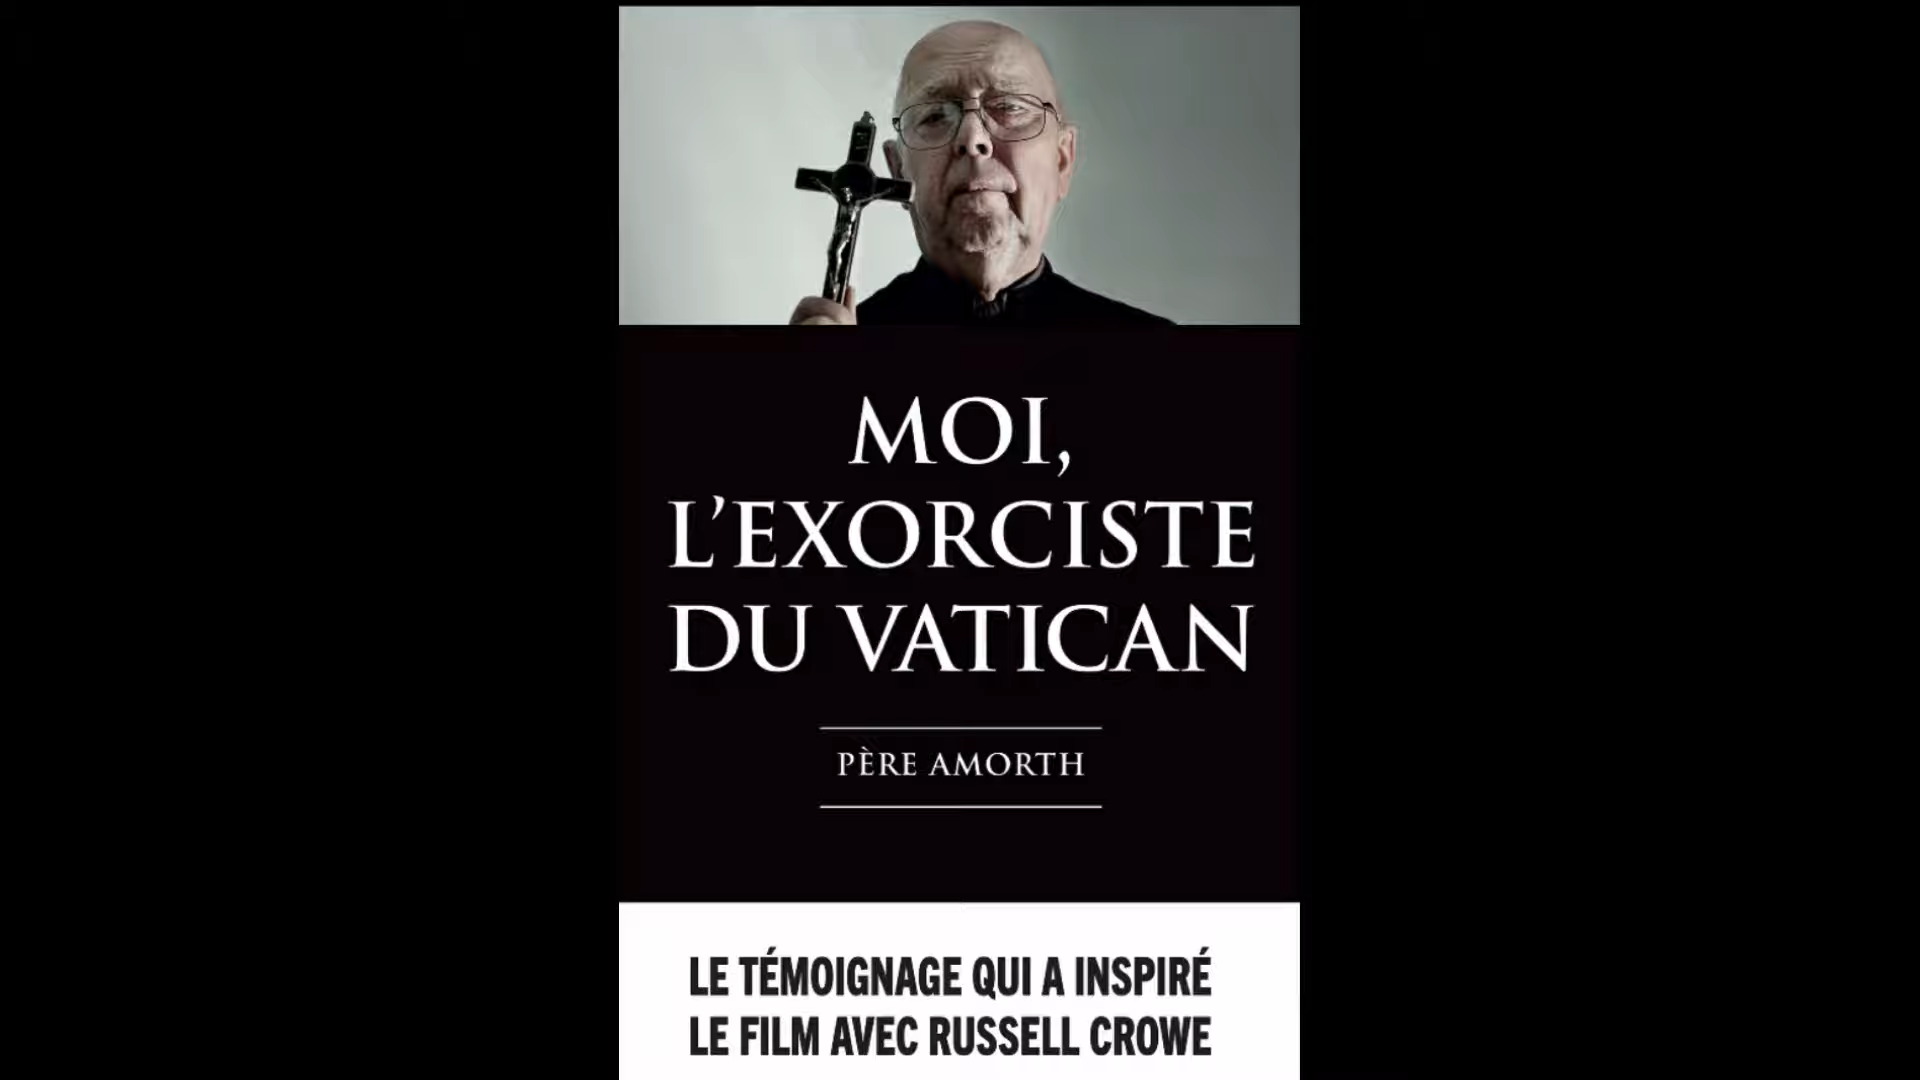 MOI,
L'EXORCISTE
DU VATICAN
PÈRE AMORTH
LE TÉMOIGNAGE QUI A INSPIRÉ
LE FILM AVEC RUSSELL CROWE